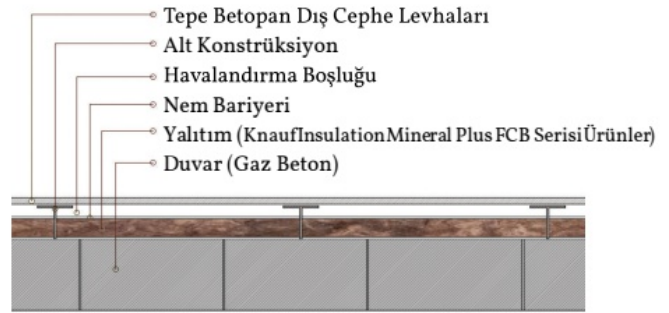 Tepe Betopan Dış Cephe Levhaları
Alt Konstrüksiyon
Havalandırma Boşluğu
Nem Bariyeri
Yalıtım (KnaufInsulation Mineral Plus FCB Serisi Ürünler)
Duvar (Gaz Beton)